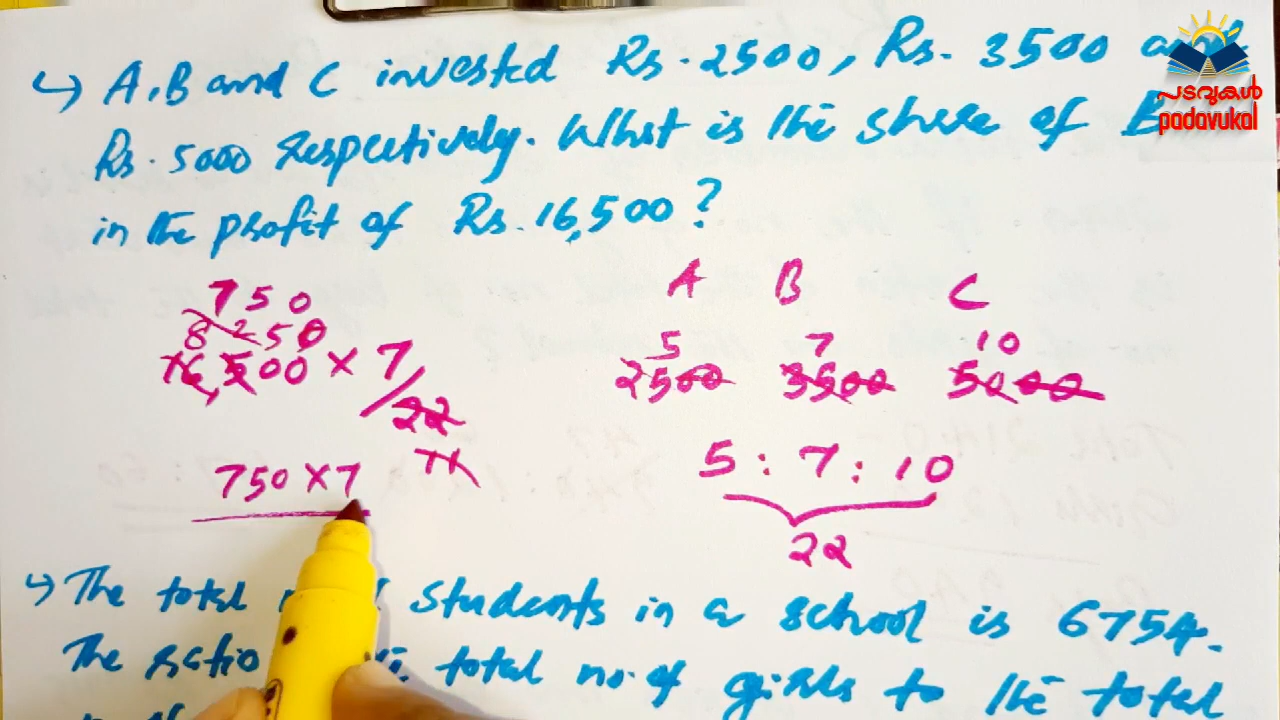 ↪ A, B and C invested Rs. 2500, Rs. 3500 and
Rs. 5000 respectively. What is the share of B
in the profit of Rs. 16,500 ?
പടവുകൾ
padavukal
A B C
5 7 10
2500 3500 5000
5 : 7 : 10
22
750
8250
16,500 × 7/22
11
750 × 7
↪ The total students in a school is 6754.
The ratio total no. of girls to the total